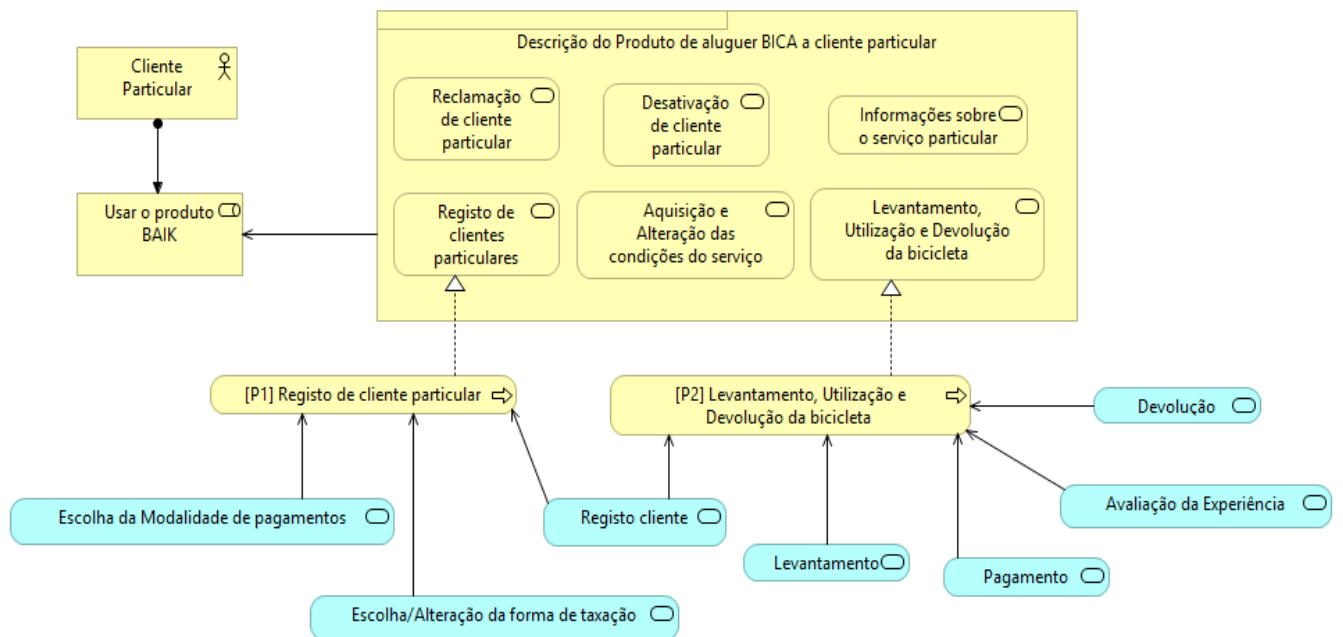 Descrição do Produto de aluguer BICA a cliente particular
Cliente
Particular
Reclamação
de cliente
particular
Desativação
de cliente
particular
Informações sobre
o serviço particular
Usar o produto
BAIK
Registo de
clientes
particulares
Aquisição e
Alteração das
condições do serviço
Levantamento,
Utilização e Devolução
da bicicleta
[P1] Registo de cliente particular
[P2] Levantamento, Utilização e
Devolução da bicicleta
Devolução
Escolha da Modalidade de pagamentos
Registo cliente
Avaliação da Experiência
Levantamento
Pagamento
Escolha/Alteração da forma de taxação